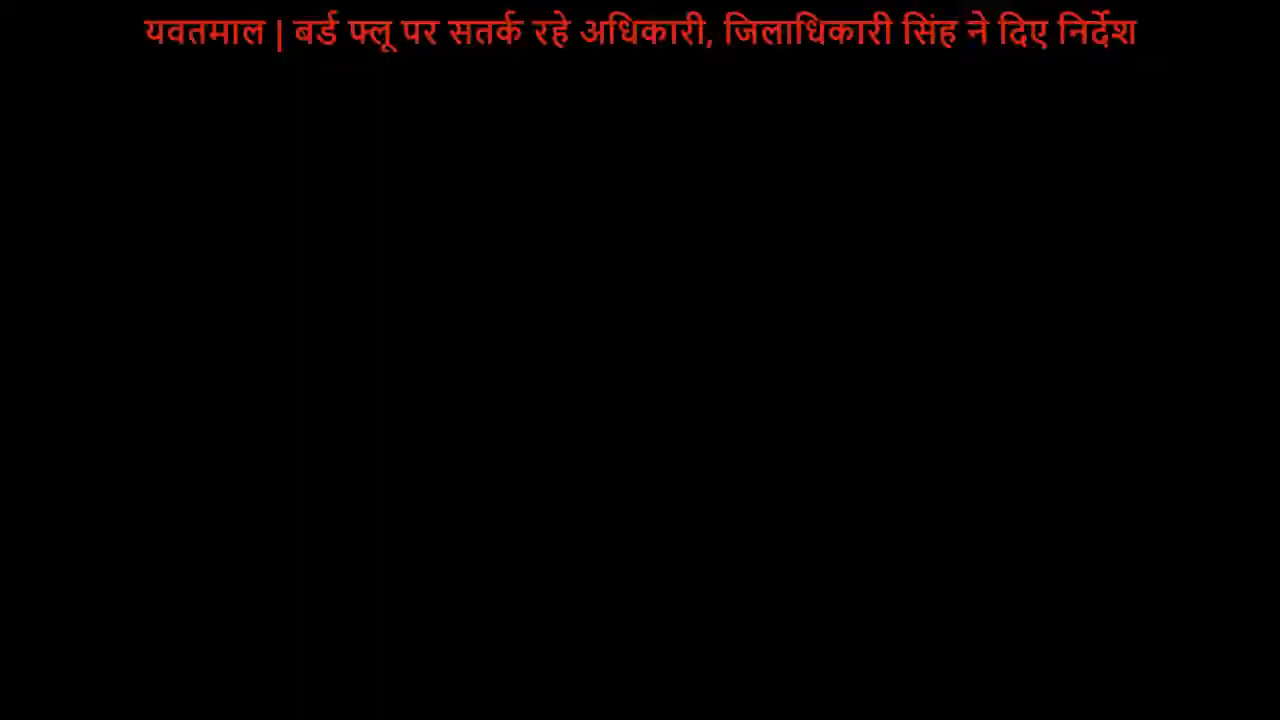 यवतमाल | बर्ड फ्लू पर सतर्क रहे अधिकारी, जिलाधिकारी सिंह ने दिए निर्देश